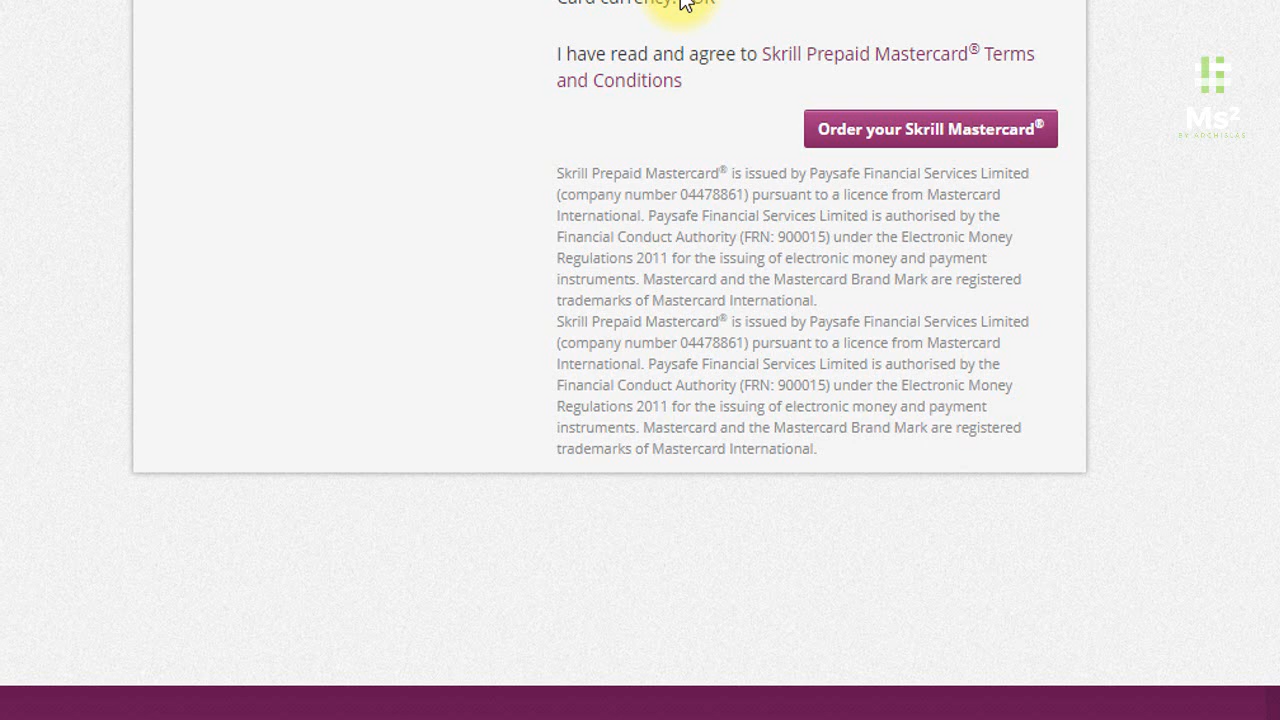 Card currency:
I have read and agree to Skrill Prepaid Mastercard® Terms
and Conditions
Order your Skrill Mastercard®
Skrill Prepaid Mastercard® is issued by Paysafe Financial Services Limited
(company number 04478861) pursuant to a licence from Mastercard
International. Paysafe Financial Services Limited is authorised by the
Financial Conduct Authority (FRN: 900015) under the Electronic Money
Regulations 2011 for the issuing of electronic money and payment
instruments. Mastercard and the Mastercard Brand Mark are registered
trademarks of Mastercard International.
Skrill Prepaid Mastercard® is issued by Paysafe Financial Services Limited
(company number 04478861) pursuant to a licence from Mastercard
International. Paysafe Financial Services Limited is authorised by the
Financial Conduct Authority (FRN: 900015) under the Electronic Money
Regulations 2011 for the issuing of electronic money and payment
instruments. Mastercard and the Mastercard Brand Mark are registered
trademarks of Mastercard International.
Ms²